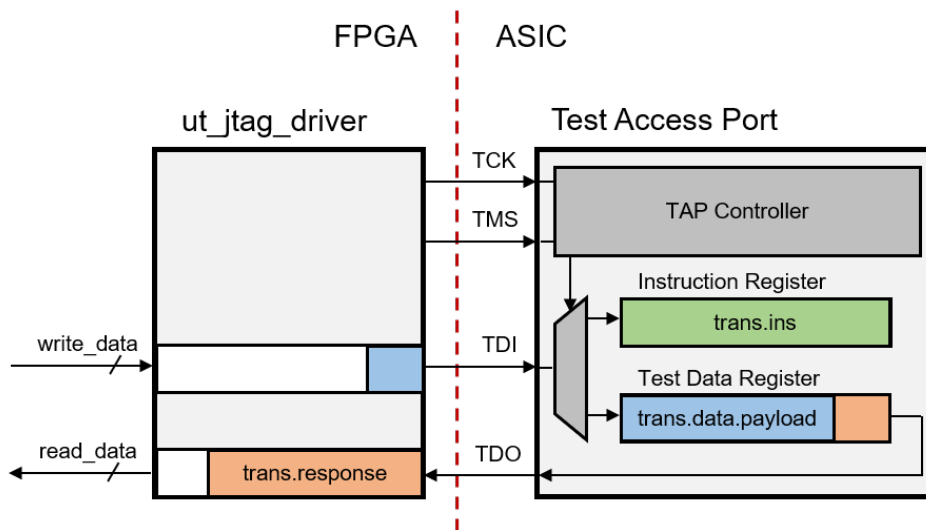 FPGA
ASIC
ut_jtag_driver
Test Access Port
TCK
TAP Controller
TMS
Instruction Register
trans.ins
write_data
TDI
Test Data Register
trans.data.payload
read_data
trans.response
TDO